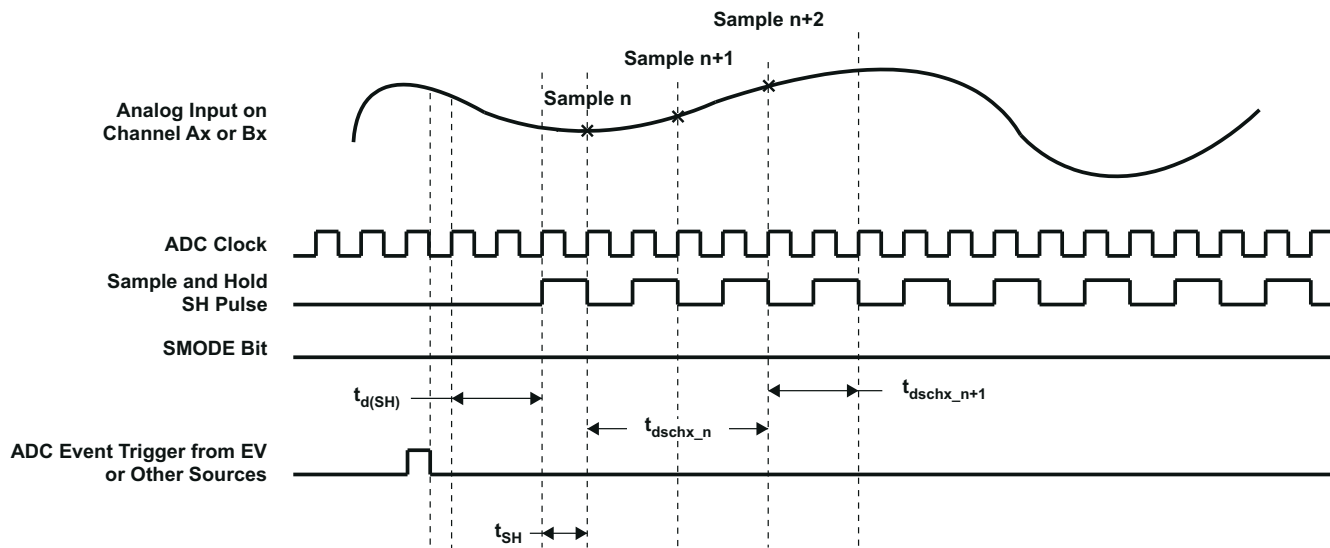 Sample n+2
Sample n+1
Sample n
Analog Input on
Channel Ax or Bx
ADC Clock
Sample and Hold
SH Pulse
SMODE Bit
td(SH)
tdschx_n+1
tdschx_n
ADC Event Trigger from EV
or Other Sources
tSH